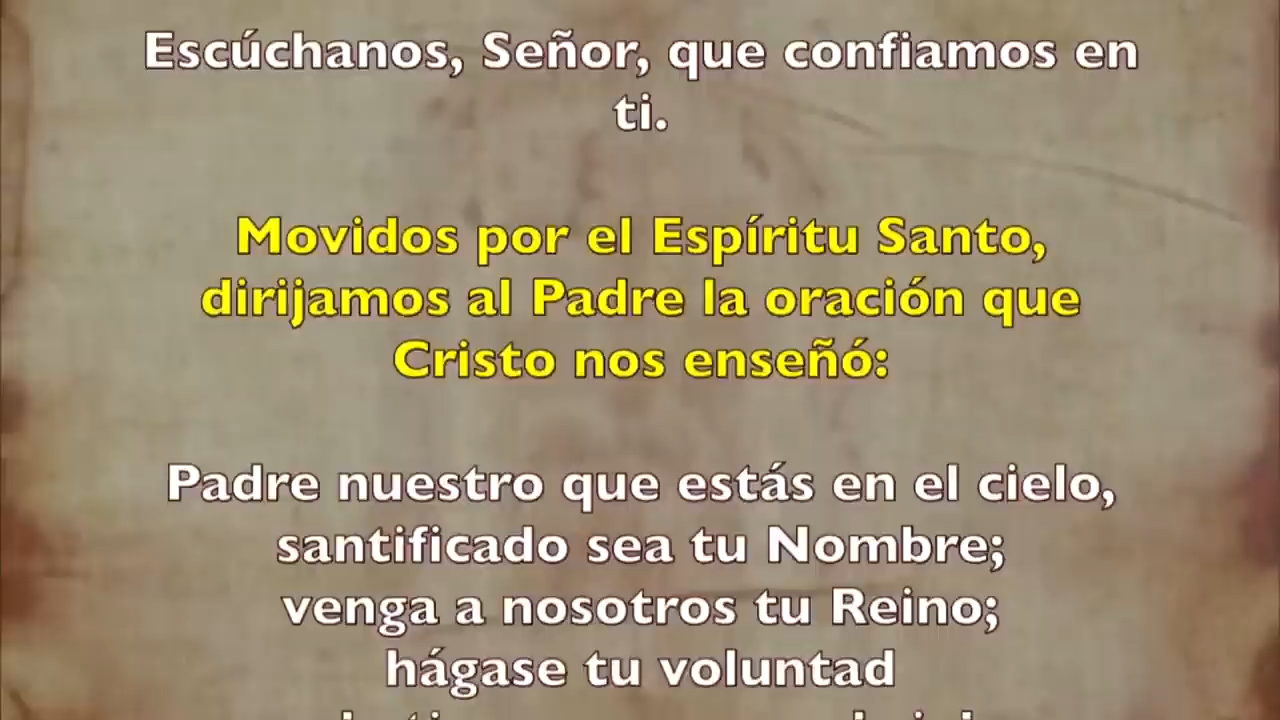 Escúchanos, Señor, que confiamos en
ti.
Movidos por el Espíritu Santo,
dirijamos al Padre la oración que
Cristo nos enseñó:
Padre nuestro que estás en el cielo,
santificado sea tu Nombre;
venga a nosotros tu Reino;
hágase tu voluntad